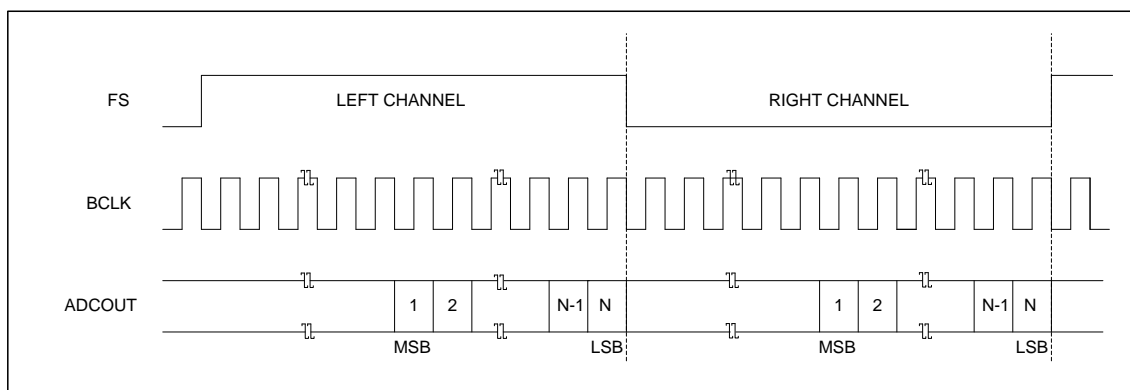 FS
LEFT CHANNEL
RIGHT CHANNEL
BCLK
ADCOUT
1
2
N-1
N
1
2
N-1
N
MSB
LSB
MSB
LSB